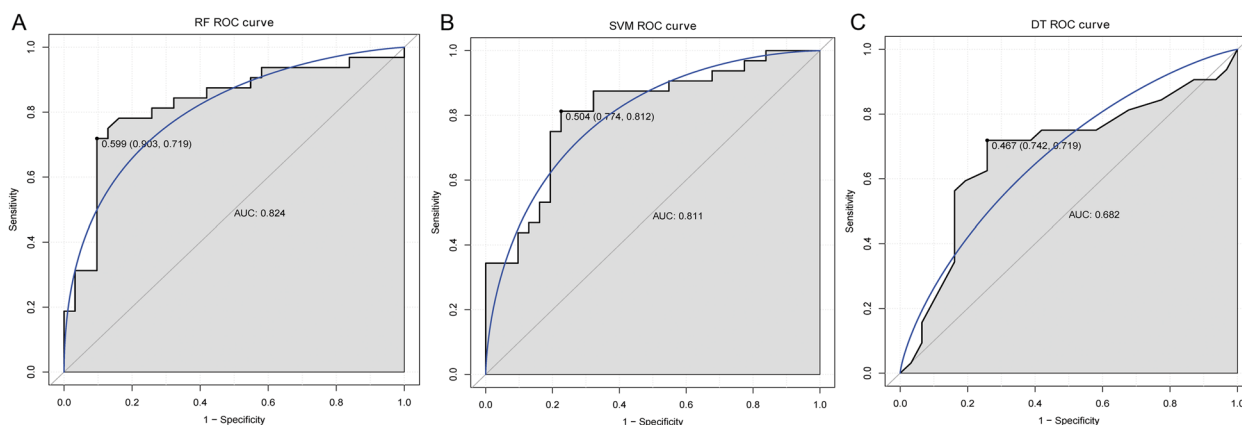 A
RF ROC curve
1.0
0.8
0.6
0.4
0.2
0.0
Sensitivity
0.599 (0.903, 0.719)
AUC: 0.824
0.0 0.2 0.4 0.6 0.8 1.0
1 − Specificity
B
SVM ROC curve
1.0
0.8
0.6
0.4
0.2
0.0
Sensitivity
0.504 (0.774, 0.812)
AUC: 0.811
0.0 0.2 0.4 0.6 0.8 1.0
1 − Specificity
C
DT ROC curve
1.0
0.8
0.6
0.4
0.2
0.0
Sensitivity
0.467 (0.742, 0.719)
AUC: 0.682
0.0 0.2 0.4 0.6 0.8 1.0
1 − Specificity